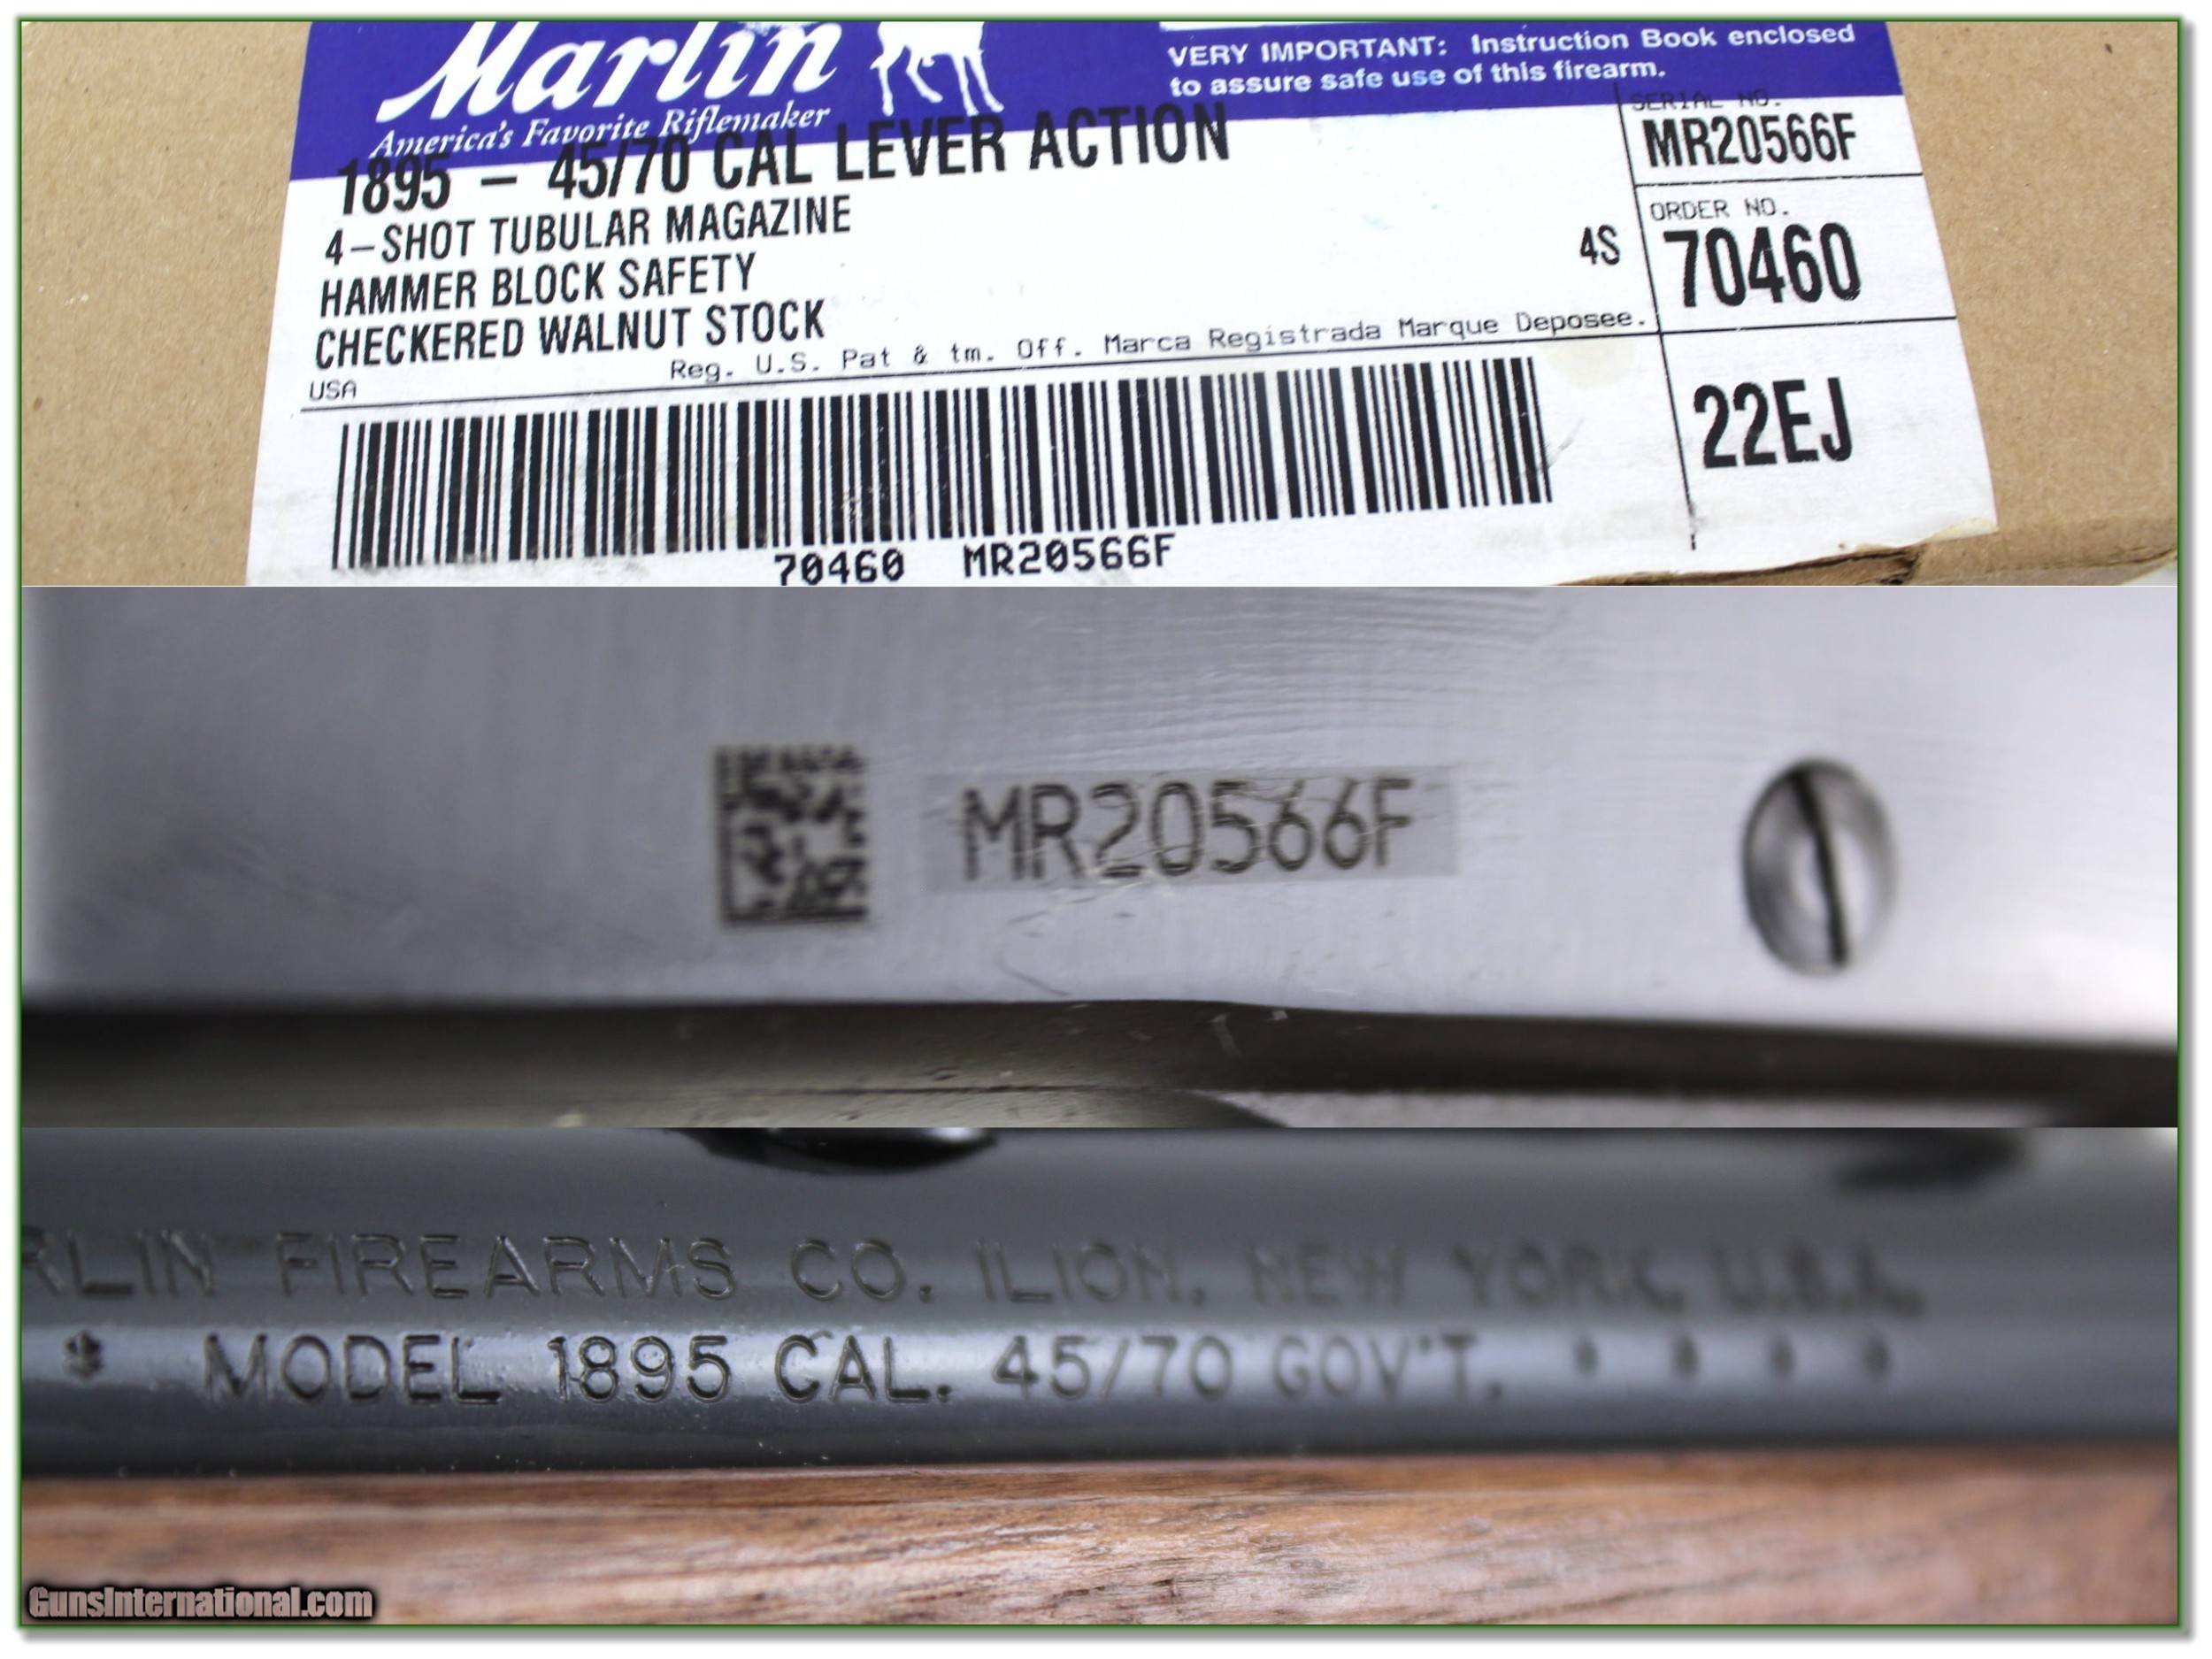 Marlin
VERY IMPORTANT: Instruction Book enclosed
to assure safe use of this firearm.
America's Favorite Riflemaker
1895 – 45/70 CAL LEVER ACTION
4–SHOT TUBULAR MAGAZINE
HAMMER BLOCK SAFETY
CHECKERED WALNUT STOCK
4S
SERIAL NO.
MR20566F
ORDER NO.
70460
USA
Reg. U.S. Pat & tm. Off. Marca Registrada Marque Deposee.
22EJ
70460 MR20566F
MR20566F
RLIN FIREARMS CO. ILION, NEW YORK, U.S.A.
* MODEL 1895 CAL. 45/70 GOV'T. * * * *
GunsInternational.com